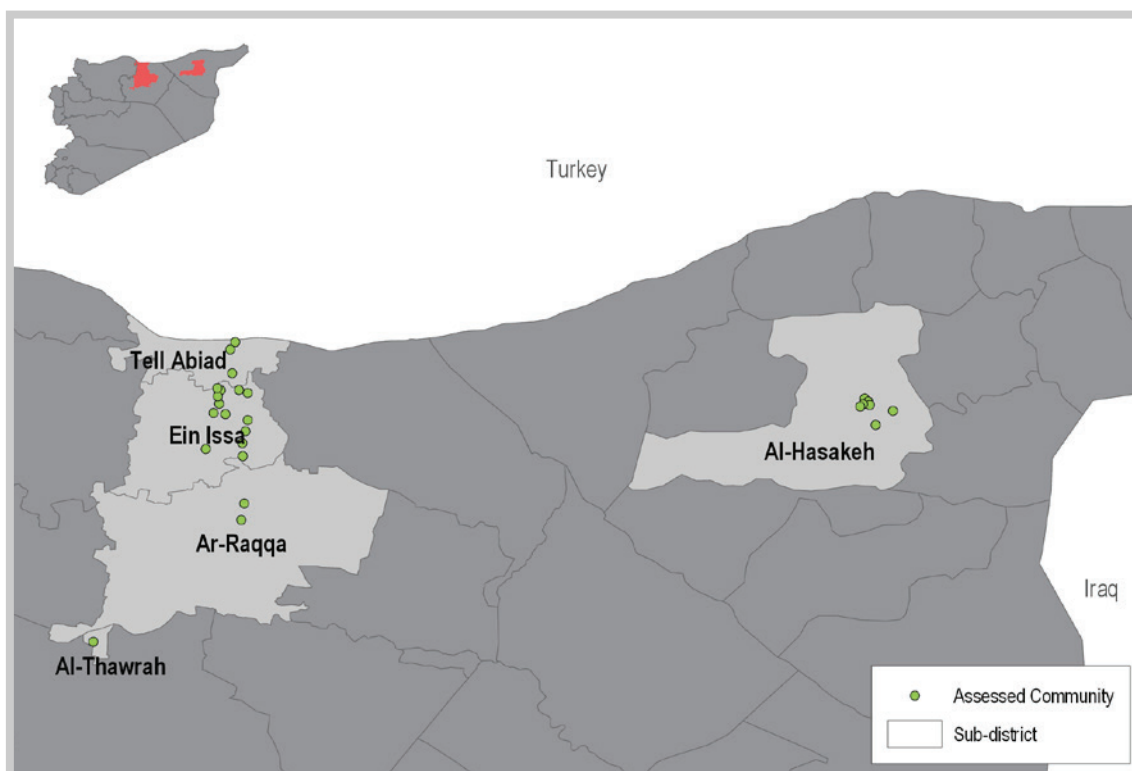 Turkey
Tell Abiad
Ein Issa
Al-Hasakeh
Ar-Raqqa
Iraq
Al-Thawrah
Assessed Community
Sub-district